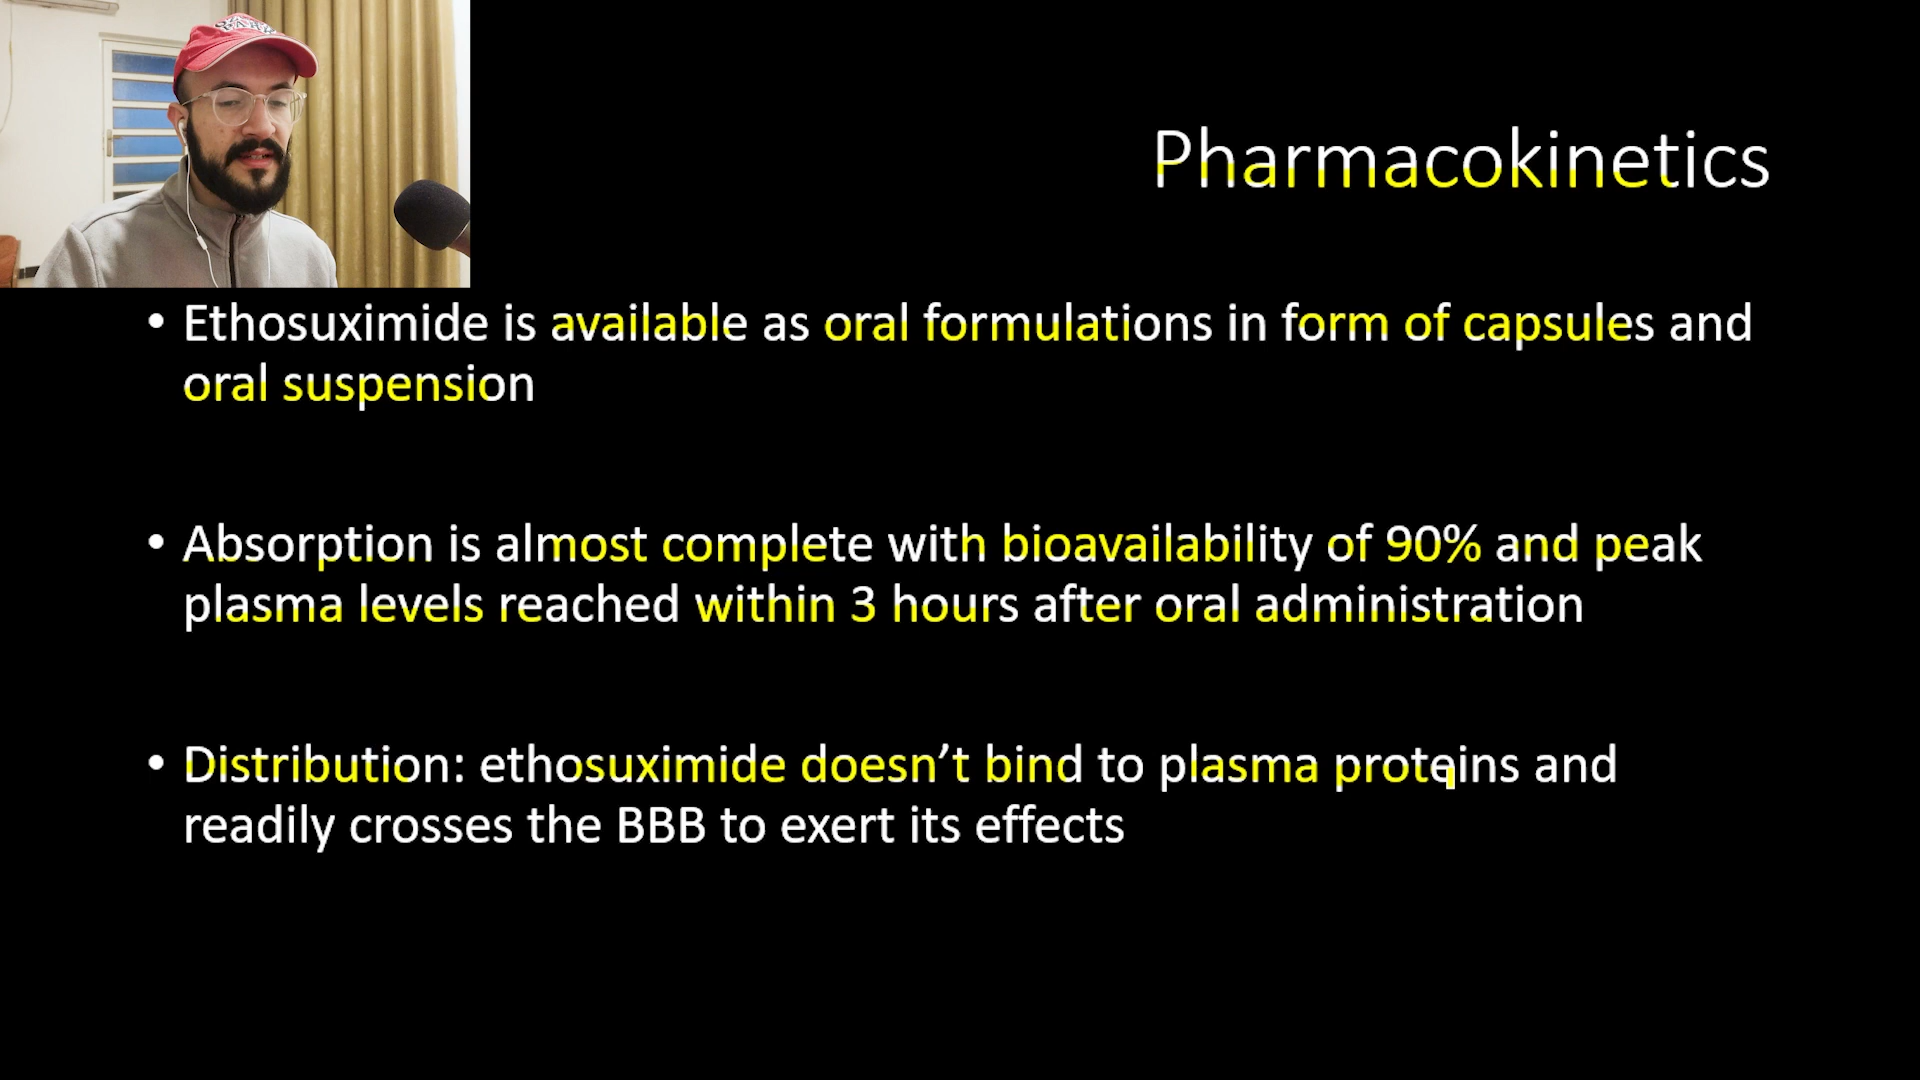 Pharmacokinetics
• Ethosuximide is available as oral formulations in form of capsules and
oral suspension
• Absorption is almost complete with bioavailability of 90% and peak
plasma levels reached within 3 hours after oral administration
• Distribution: ethosuximide doesn’t bind to plasma proteins and
readily crosses the BBB to exert its effects